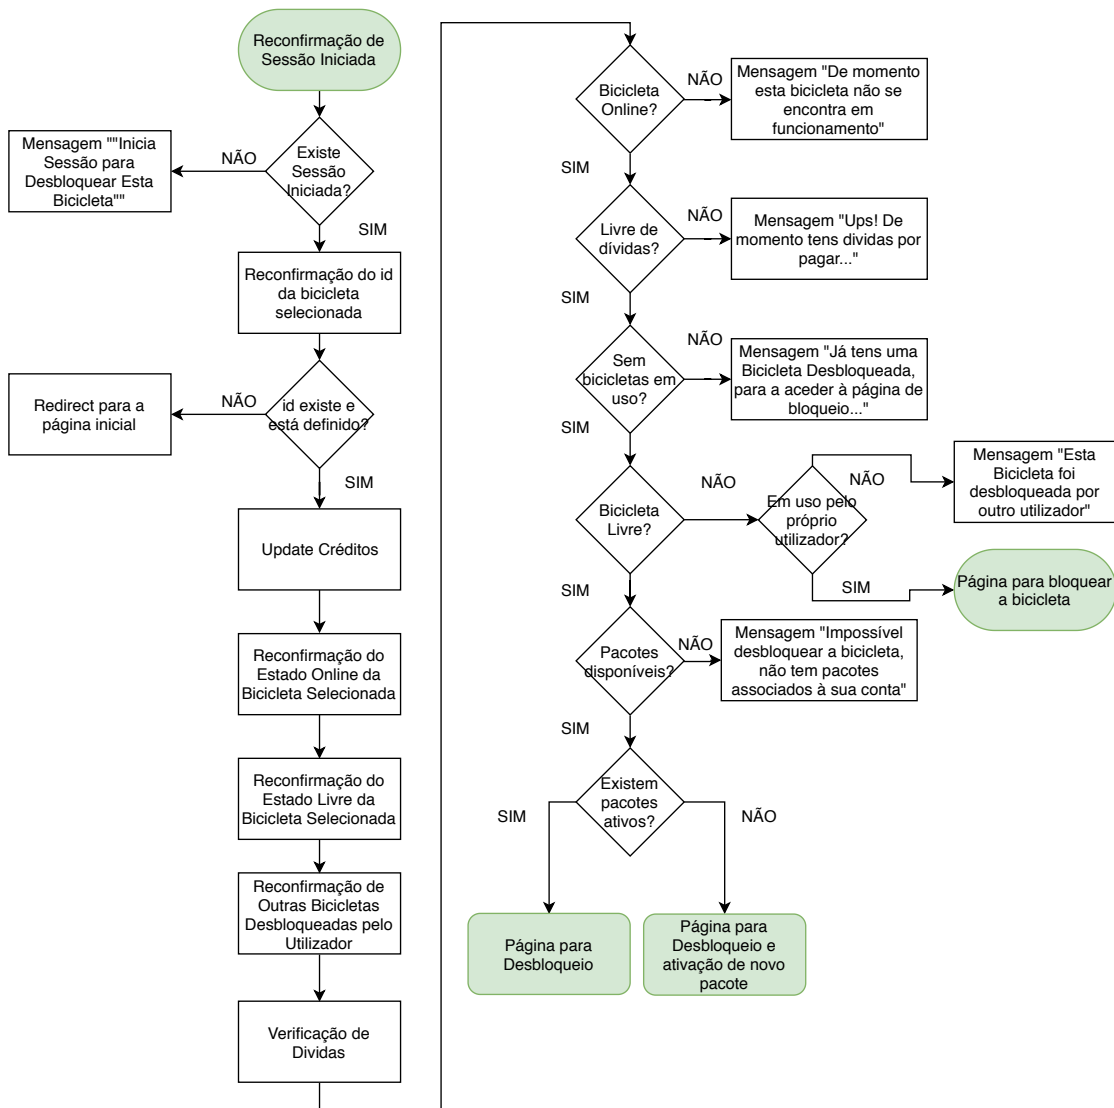 Reconfirmação de
Sessão Iniciada
Existe
Sessão
Iniciada?
NÃO
Mensagem ""Inicia
Sessão para
Desbloquear Esta
Bicicleta""
SIM
Reconfirmação do id
da bicicleta
selecionada
id existe e
está definido?
NÃO
Redirect para a
página inicial
SIM
Update Créditos
Reconfirmação do
Estado Online da
Bicicleta Selecionada
Reconfirmação do
Estado Livre da
Bicicleta Selecionada
Reconfirmação de
Outras Bicicletas
Desbloqueadas pelo
Utilizador
Verificação de
Dividas
Bicicleta
Online?
NÃO
Mensagem "De momento
esta bicicleta não se
encontra em
funcionamento"
SIM
Livre de
dívidas?
NÃO
Mensagem "Ups! De
momento tens dividas por
pagar..."
SIM
Sem
bicicletas em
uso?
NÃO
Mensagem "Já tens uma
Bicicleta Desbloqueada,
para a aceder à página de
bloqueio..."
SIM
Bicicleta
Livre?
NÃO
Em uso pelo
próprio
utilizador?
NÃO
Mensagem "Esta
Bicicleta foi
desbloqueada por
outro utilizador"
SIM
Página para bloquear
a bicicleta
SIM
Pacotes
disponíveis?
NÃO
Mensagem "Impossível
desbloquear a bicicleta,
não tem pacotes
associados à sua conta"
SIM
Existem
pacotes
ativos?
SIM
NÃO
Página para
Desbloqueio
Página para
Desbloqueio e
ativação de novo
pacote